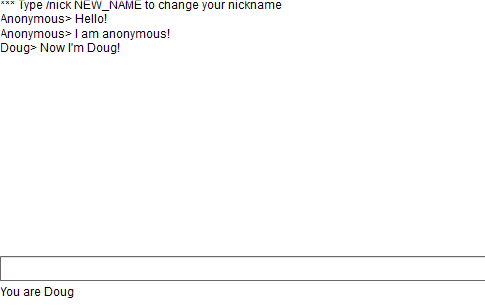 *** Type /nick NEW_NAME to change your nickname
Anonymous> Hello!
Anonymous> I am anonymous!
Doug> Now I'm Doug!
You are Doug